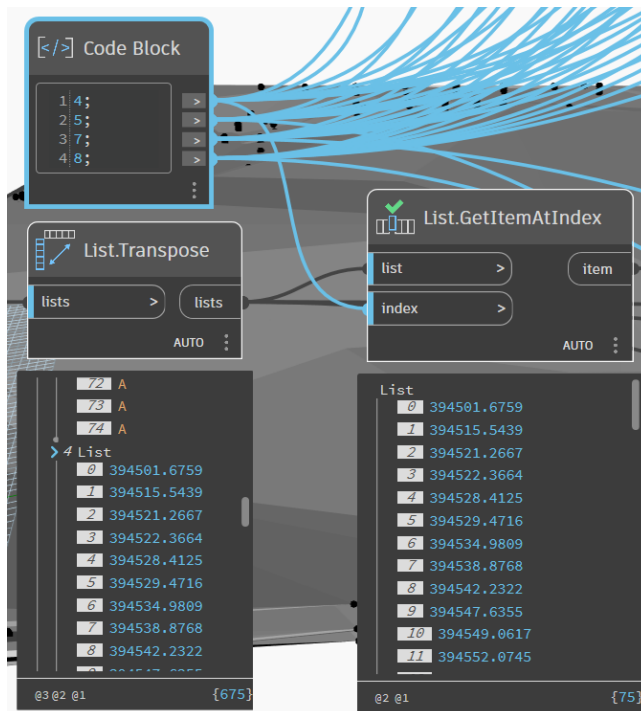 [</>] Code Block
1 4; >
2 5; >
3 7; >
4 8; >
List.Transpose
lists > lists
AUTO
72 A
73 A
74 A
4 List
0 394501.6759
1 394515.5439
2 394521.2667
3 394522.3664
4 394528.4125
5 394529.4716
6 394534.9809
7 394538.8768
8 394542.2322
@3 @2 @1 {675}
List.GetItemAtIndex
list > item
index >
AUTO
List
0 394501.6759
1 394515.5439
2 394521.2667
3 394522.3664
4 394528.4125
5 394529.4716
6 394534.9809
7 394538.8768
8 394542.2322
9 394547.6355
10 394549.0617
11 394552.0745
@2 @1 {75}